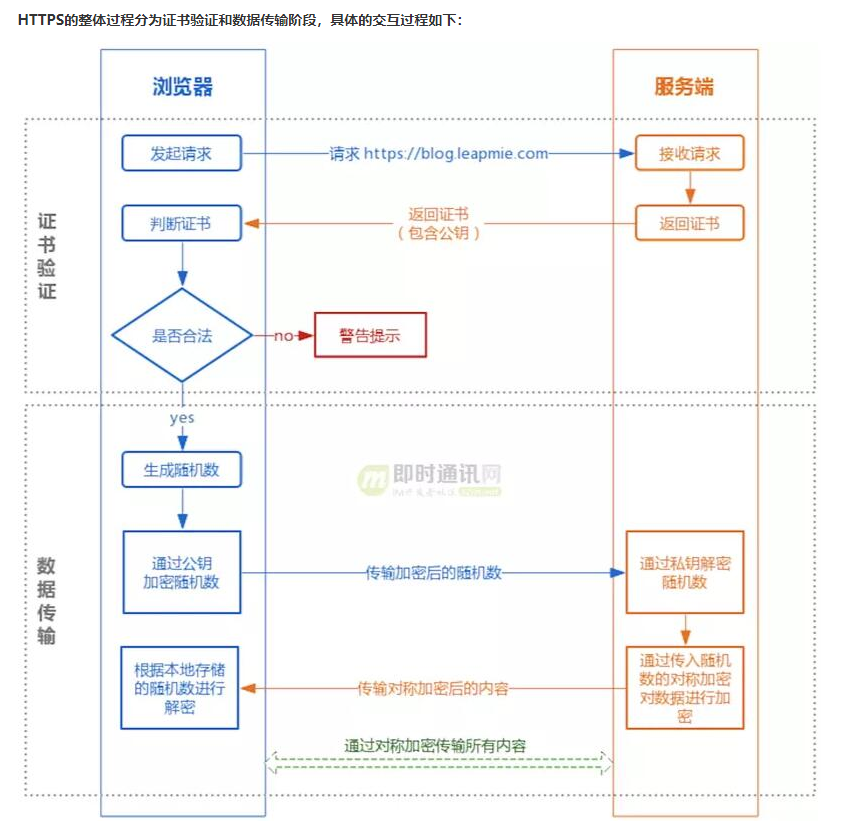 HTTPS的整体过程分为证书验证和数据传输阶段，具体的交互过程如下：
浏览器
服务端
证
书
验
证
发起请求
请求 https://blog.leapmie.com
接收请求
判断证书
返回证书
（包含公钥）
返回证书
是否合法
no
警告提示
yes
数
据
传
输
生成随机数
即时通讯网
通过公钥
加密随机数
传输加密后的随机数
通过私钥解密
随机数
根据本地存储
的随机数进行
解密
传输对称加密后的内容
通过传入随机
数的对称加密
对数据进行加
密
通过对称加密传输所有内容